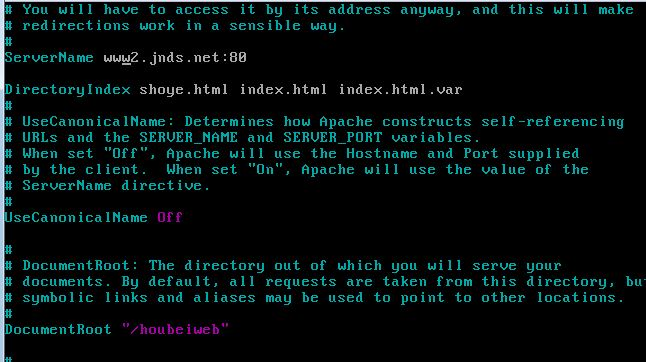 # You will have to access it by its address anyway, and this will make
# redirections work in a sensible way.
#
ServerName www2.jnds.net:80
DirectoryIndex shoye.html index.html index.html.var
#
# UseCanonicalName: Determines how Apache constructs self-referencing
# URLs and the SERVER_NAME and SERVER_PORT variables.
# When set "Off", Apache will use the Hostname and Port supplied
# by the client.  When set "On", Apache will use the value of the
# ServerName directive.
#
UseCanonicalName Off
#
# DocumentRoot: The directory out of which you will serve your
# documents. By default, all requests are taken from this directory, bu
# symbolic links and aliases may be used to point to other locations.
#
DocumentRoot "/houbeiweb"
#